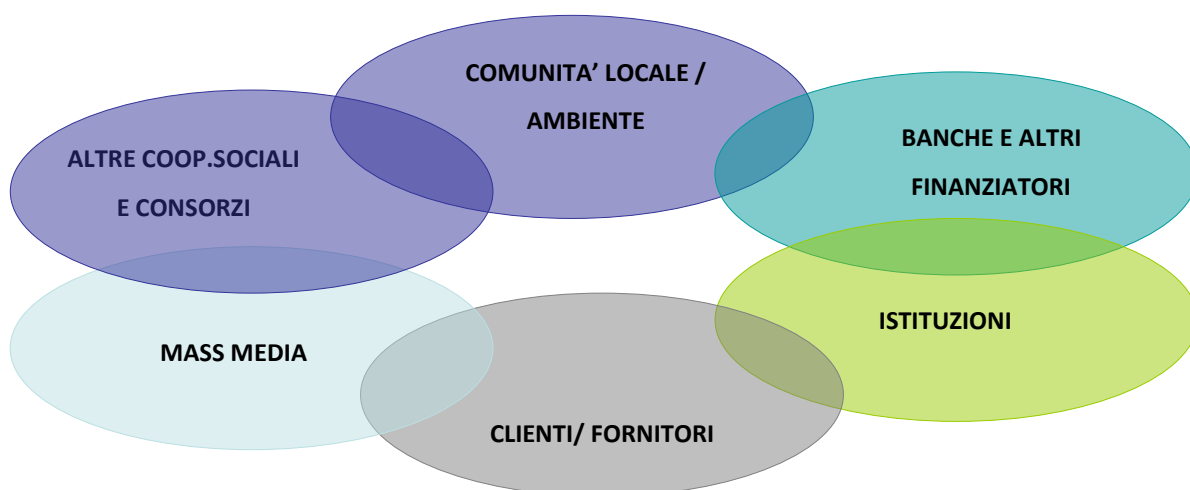 COMUNITA’ LOCALE /
AMBIENTE
ALTRE COOP.SOCIALI
E CONSORZI
BANCHE E ALTRI
FINANZIATORI
MASS MEDIA
ISTITUZIONI
CLIENTI/ FORNITORI